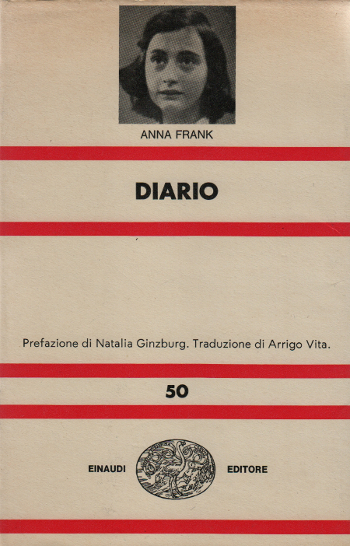 ANNA FRANK
DIARIO
Prefazione di Natalia Ginzburg. Traduzione di Arrigo Vita.
50
EINAUDI EDITORE